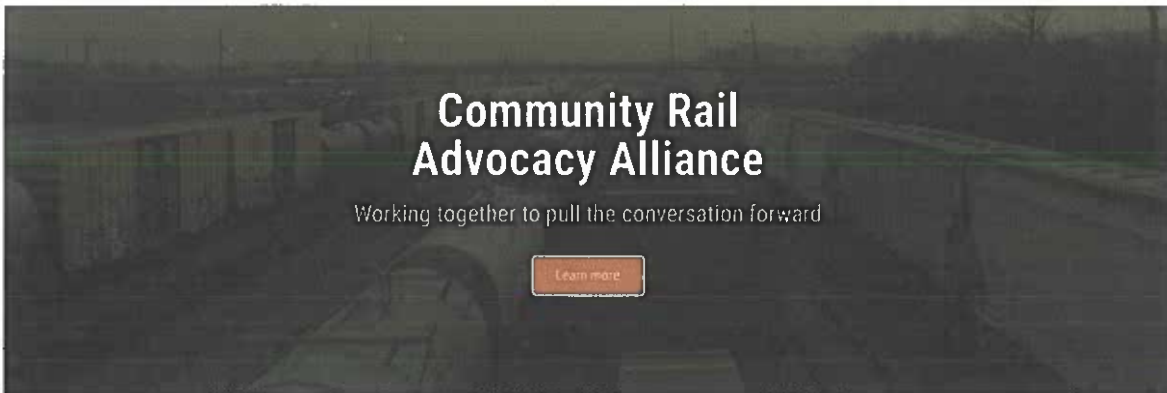 Community Rail
Advocacy Alliance
Working together to pull the conversation forward
Learn more